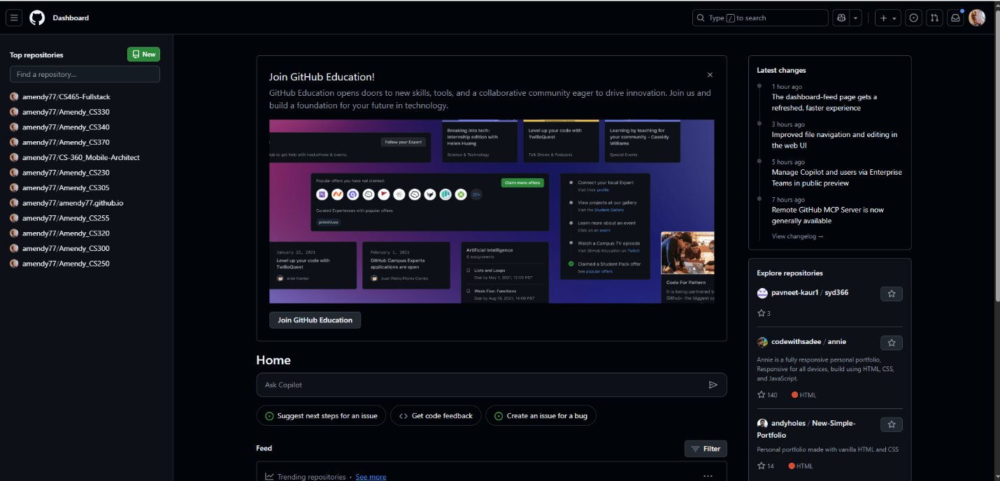 Dashboard
Type / to search
Top repositories
New
Find a repository...
amendy77/CS465-Fullstack
amendy77/Amendy_CS330
amendy77/Amendy_CS340
amendy77/Amendy_CS370
amendy77/CS-360_Mobile-Architect
amendy77/Amendy_CS230
amendy77/Amendy_CS305
amendy77/amendy77.github.io
amendy77/Amendy_CS255
amendy77/Amendy_CS320
amendy77/Amendy_CS300
amendy77/Amendy_CS250
Join GitHub Education!
GitHub Education opens doors to new skills, tools, and a collaborative community eager to drive innovation. Join us and
build a foundation for your future in technology.
Follow your Expert
ub to get help with hackathons & events.
Breaking into tech:
internship edition with
Helen Huang
Science & Technology
Level up your code with
TwilioQuest
Talk Shows & Podcasts
Learning by teaching for
your community - Cassidy
Williams
Special Events
Popular offers you have not claimed:
Claim more offers
20+
Curated Experiences with popular offers:
primitives
Connect your local Expert
Visit their profile
View projects at our gallery
Visit the Student Gallery
Learn more about an event
Click on an event
Watch a Campus TV episode
Visit GitHub Education on Twitch
Claimed a Student Pack offer
See popular offers
January 22, 2021
Level up your code with
TwilioQuest
Ariel Kanter
February 1, 2021
GitHub Campus Experts
applications are open
Juan Pablo Flores Cortés
Artificial Intelligence
6 assignments
Lists and Loops
Due by May 1, 2021, 12:00 PST
Week Five: Functions
Due by Aug 19, 2021, 14:00 PST
Code For Pattern
It is being partnered b
Github- the biggest c
Join GitHub Education
Home
Ask Copilot
Suggest next steps for an issue
Get code feedback
Create an issue for a bug
Feed
Filter
Trending repositories · See more
Latest changes
1 hour ago
The dashboard-feed page gets a
refreshed, faster experience
3 hours ago
Improved file navigation and editing in
the web UI
5 hours ago
Manage Copilot and users via Enterprise
Teams in public preview
7 hours ago
Remote GitHub MCP Server is now
generally available
View changelog →
Explore repositories
pavneet-kaur1 / syd366
3
codewithsadee / annie
Annie is a fully responsive personal portfolio,
Responsive for all devices, build using HTML, CSS,
and JavaScript.
140 HTML
andyholes / New-Simple-
Portfolio
Personal portfolio made with vanilla HTML and CSS
14 HTML